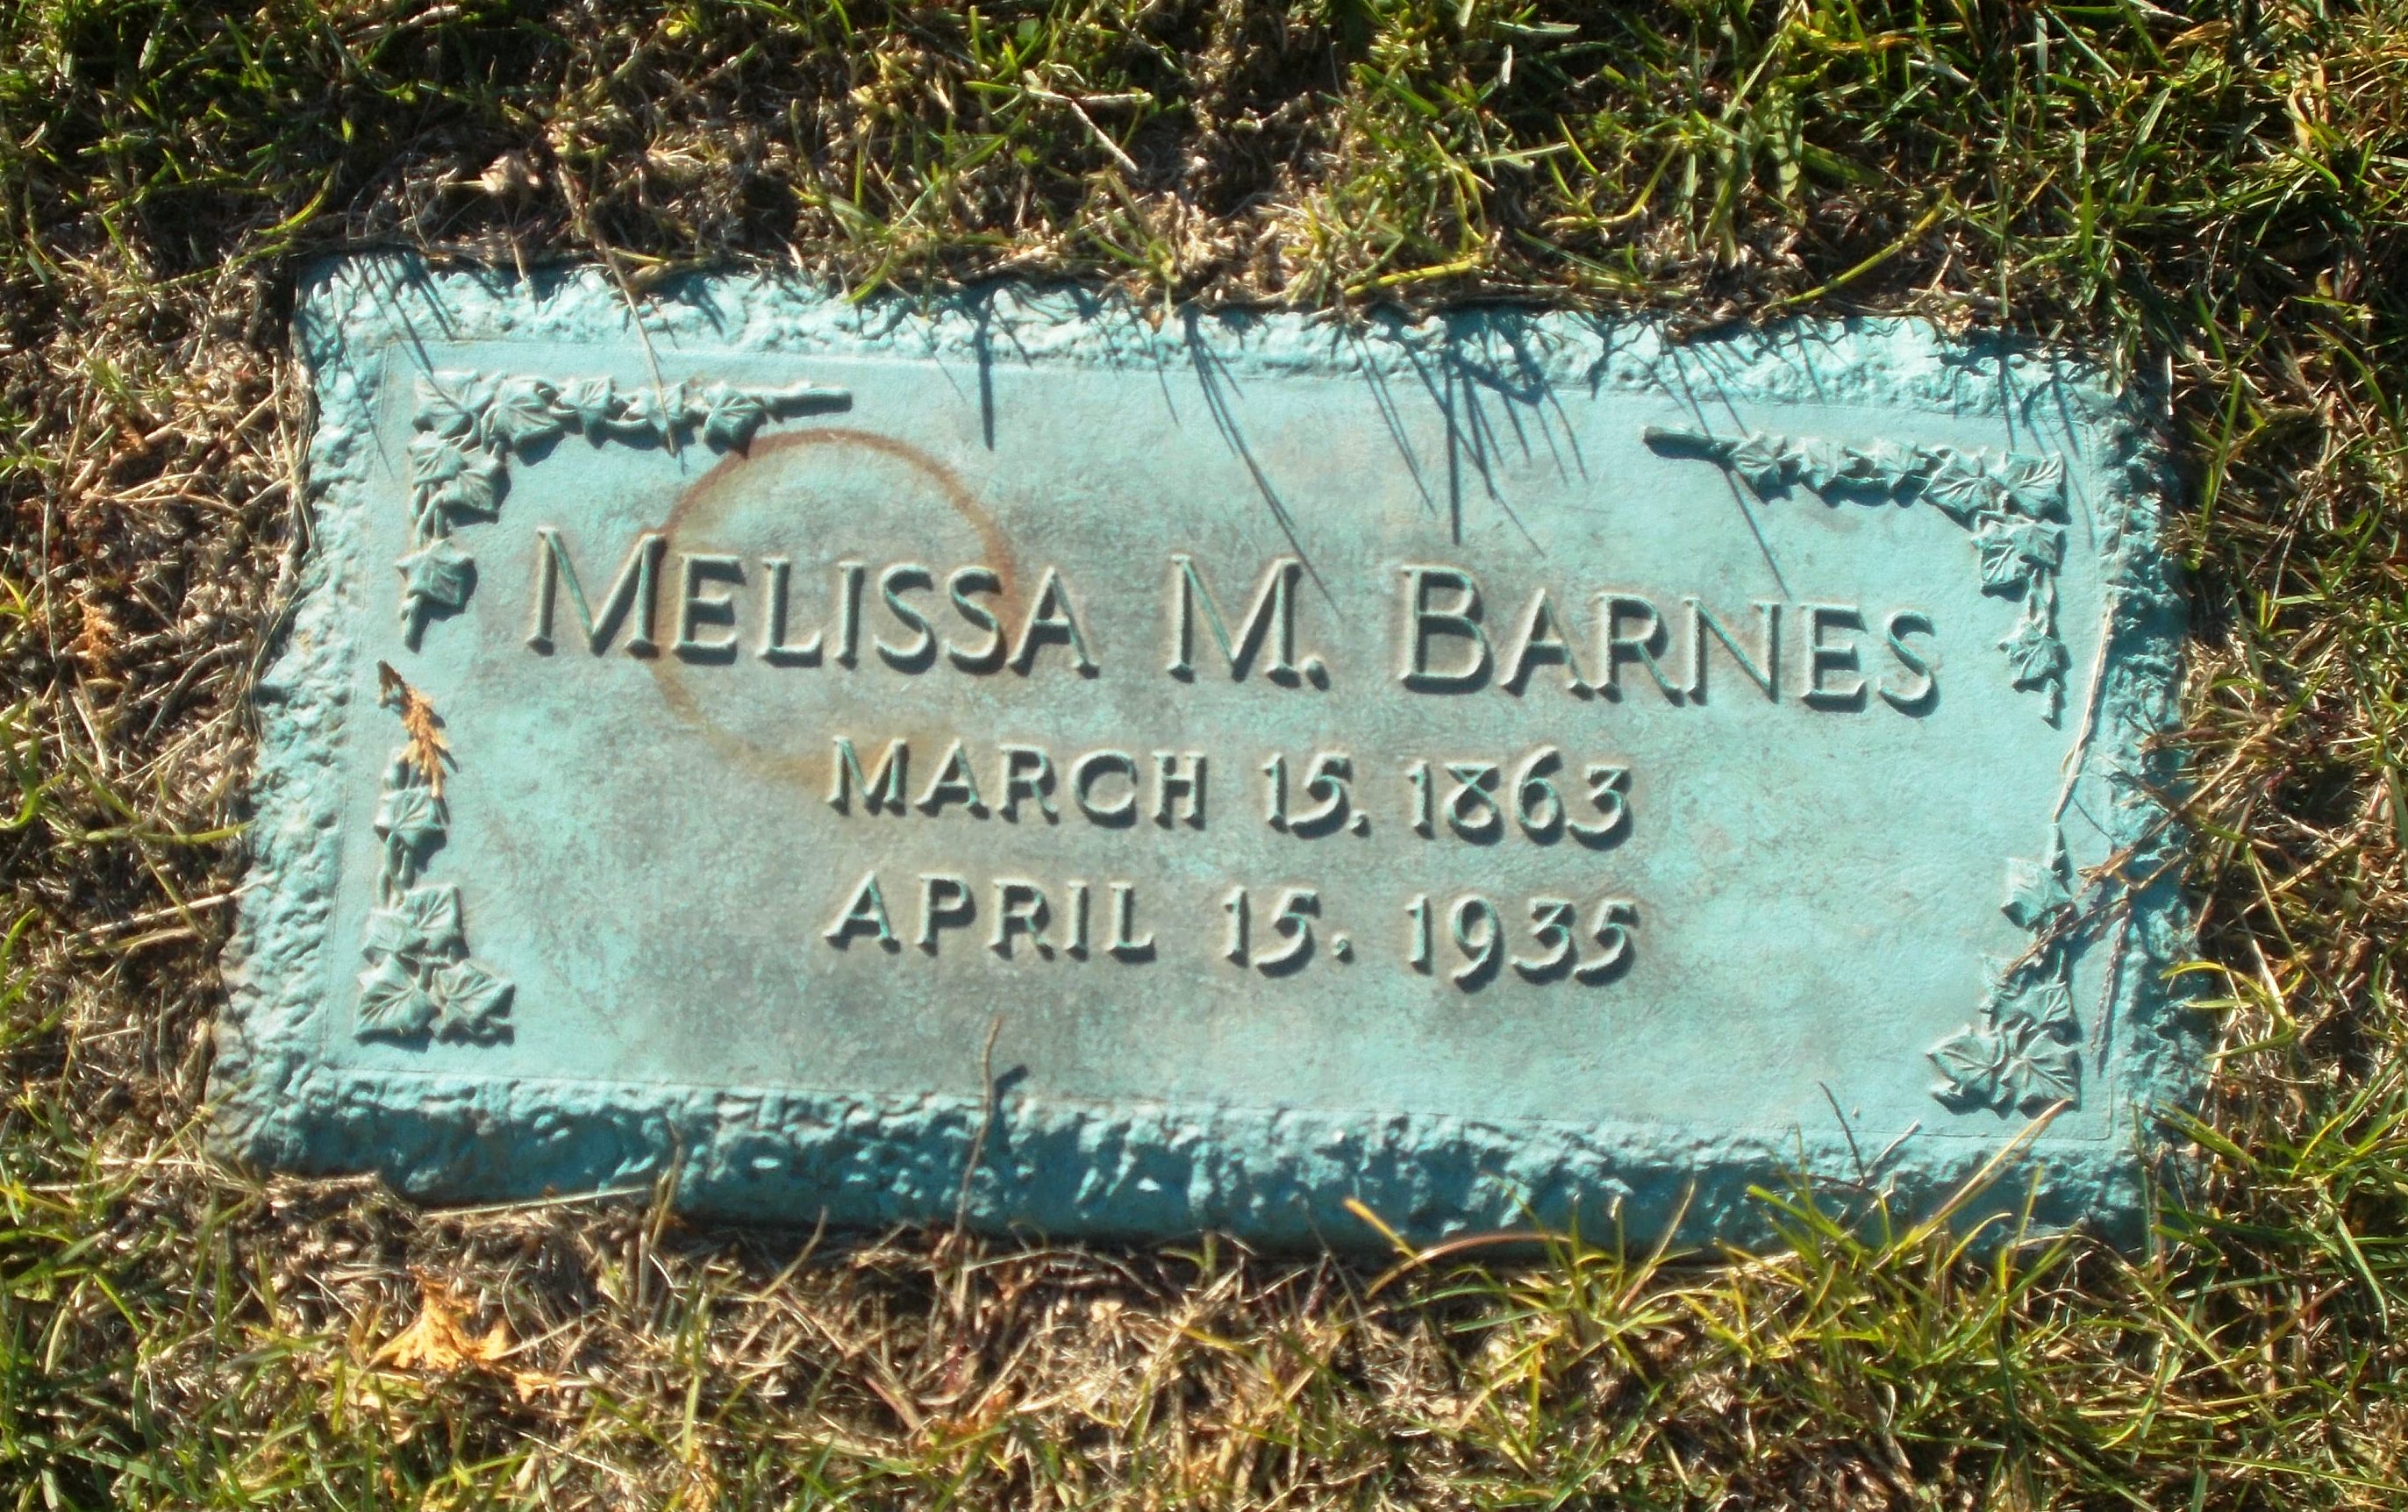 MELISSA M. BARNES
MARCH 15, 1863
APRIL 15, 1935